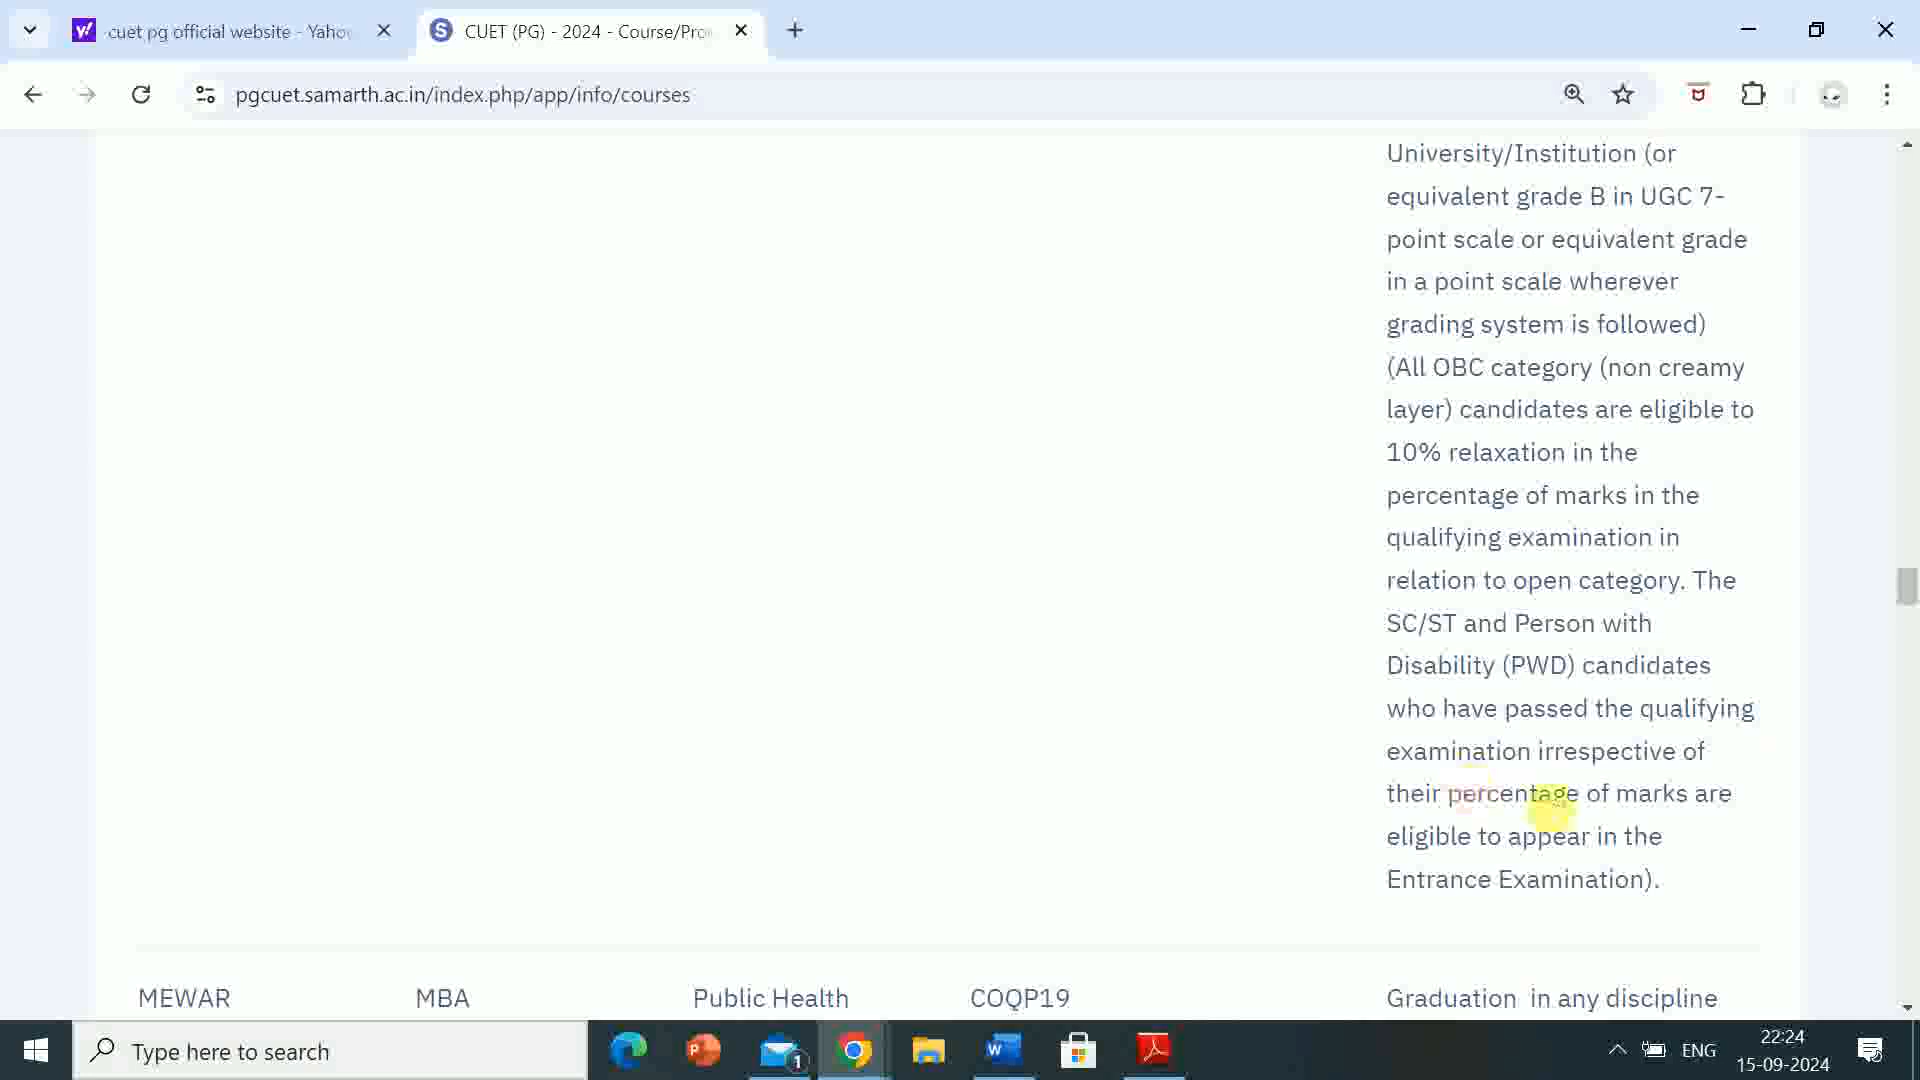 cuet pg official website - Yahoo
CUET (PG) - 2024 - Course/Pro
pgcuet.samarth.ac.in/index.php/app/info/courses
University/Institution (or
equivalent grade B in UGC 7-
point scale or equivalent grade
in a point scale wherever
grading system is followed)
(All OBC category (non creamy
layer) candidates are eligible to
10% relaxation in the
percentage of marks in the
qualifying examination in
relation to open category. The
SC/ST and Person with
Disability (PWD) candidates
who have passed the qualifying
examination irrespective of
their percentage of marks are
eligible to appear in the
Entrance Examination).
MEWAR MBA Public Health COQP19 Graduation in any discipline
Type here to search
1
ENG
22:24
15-09-2024